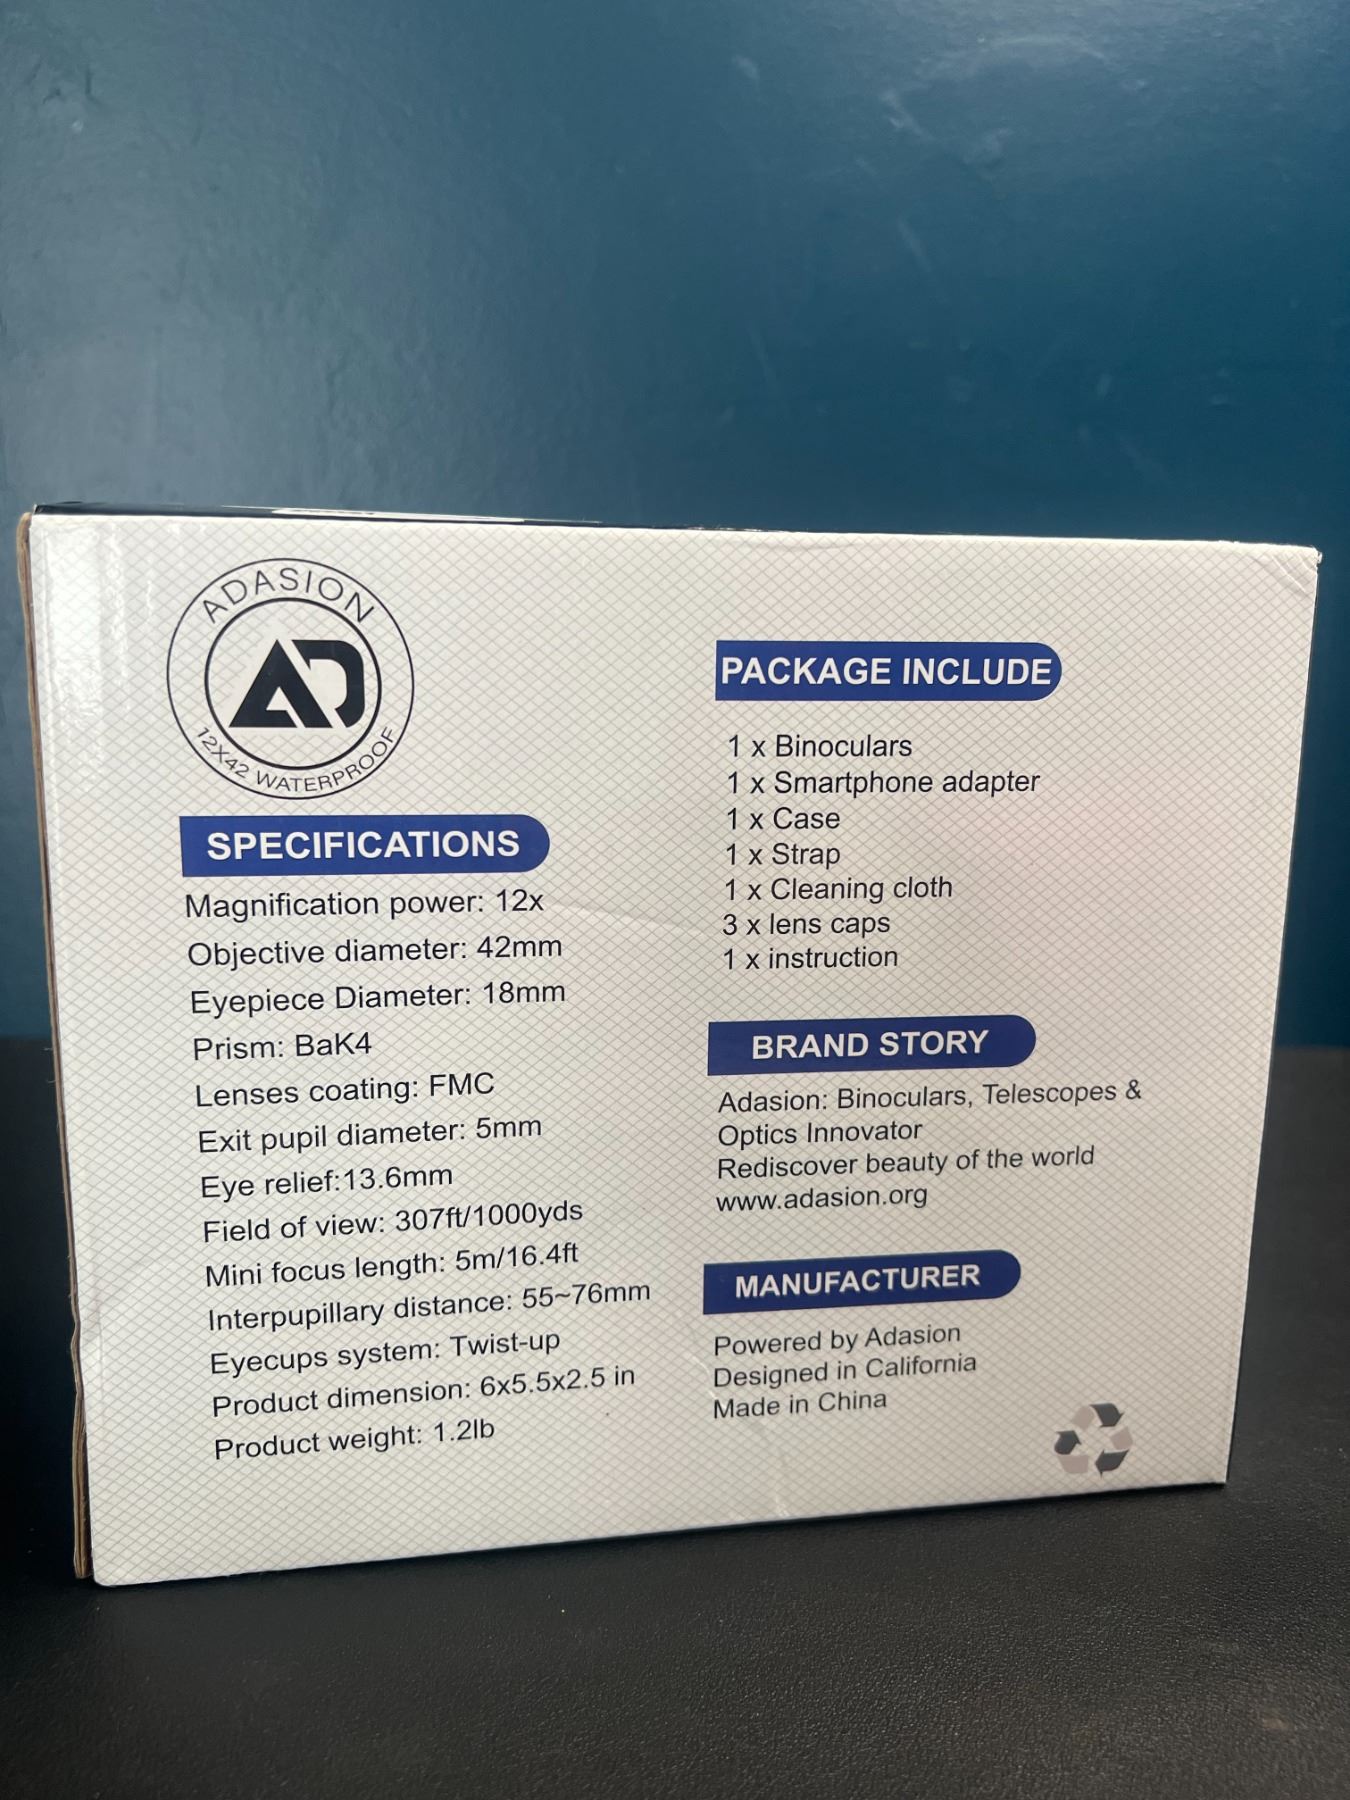 ADASION
AD
12X42 WATERPROOF
SPECIFICATIONS
Magnification power: 12x
Objective diameter: 42mm
Eyepiece Diameter: 18mm
Prism: BaK4
Lenses coating: FMC
Exit pupil diameter: 5mm
Eye relief:13.6mm
Field of view: 307ft/1000yds
Mini focus length: 5m/16.4ft
Interpupillary distance: 55~76mm
Eyecups system: Twist-up
Product dimension: 6x5.5x2.5 in
Product weight: 1.2lb
PACKAGE INCLUDE
1 x Binoculars
1 x Smartphone adapter
1 x Case
1 x Strap
1 x Cleaning cloth
3 x lens caps
1 x instruction
BRAND STORY
Adasion: Binoculars, Telescopes &
Optics Innovator
Rediscover beauty of the world
www.adasion.org
MANUFACTURER
Powered by Adasion
Designed in California
Made in China